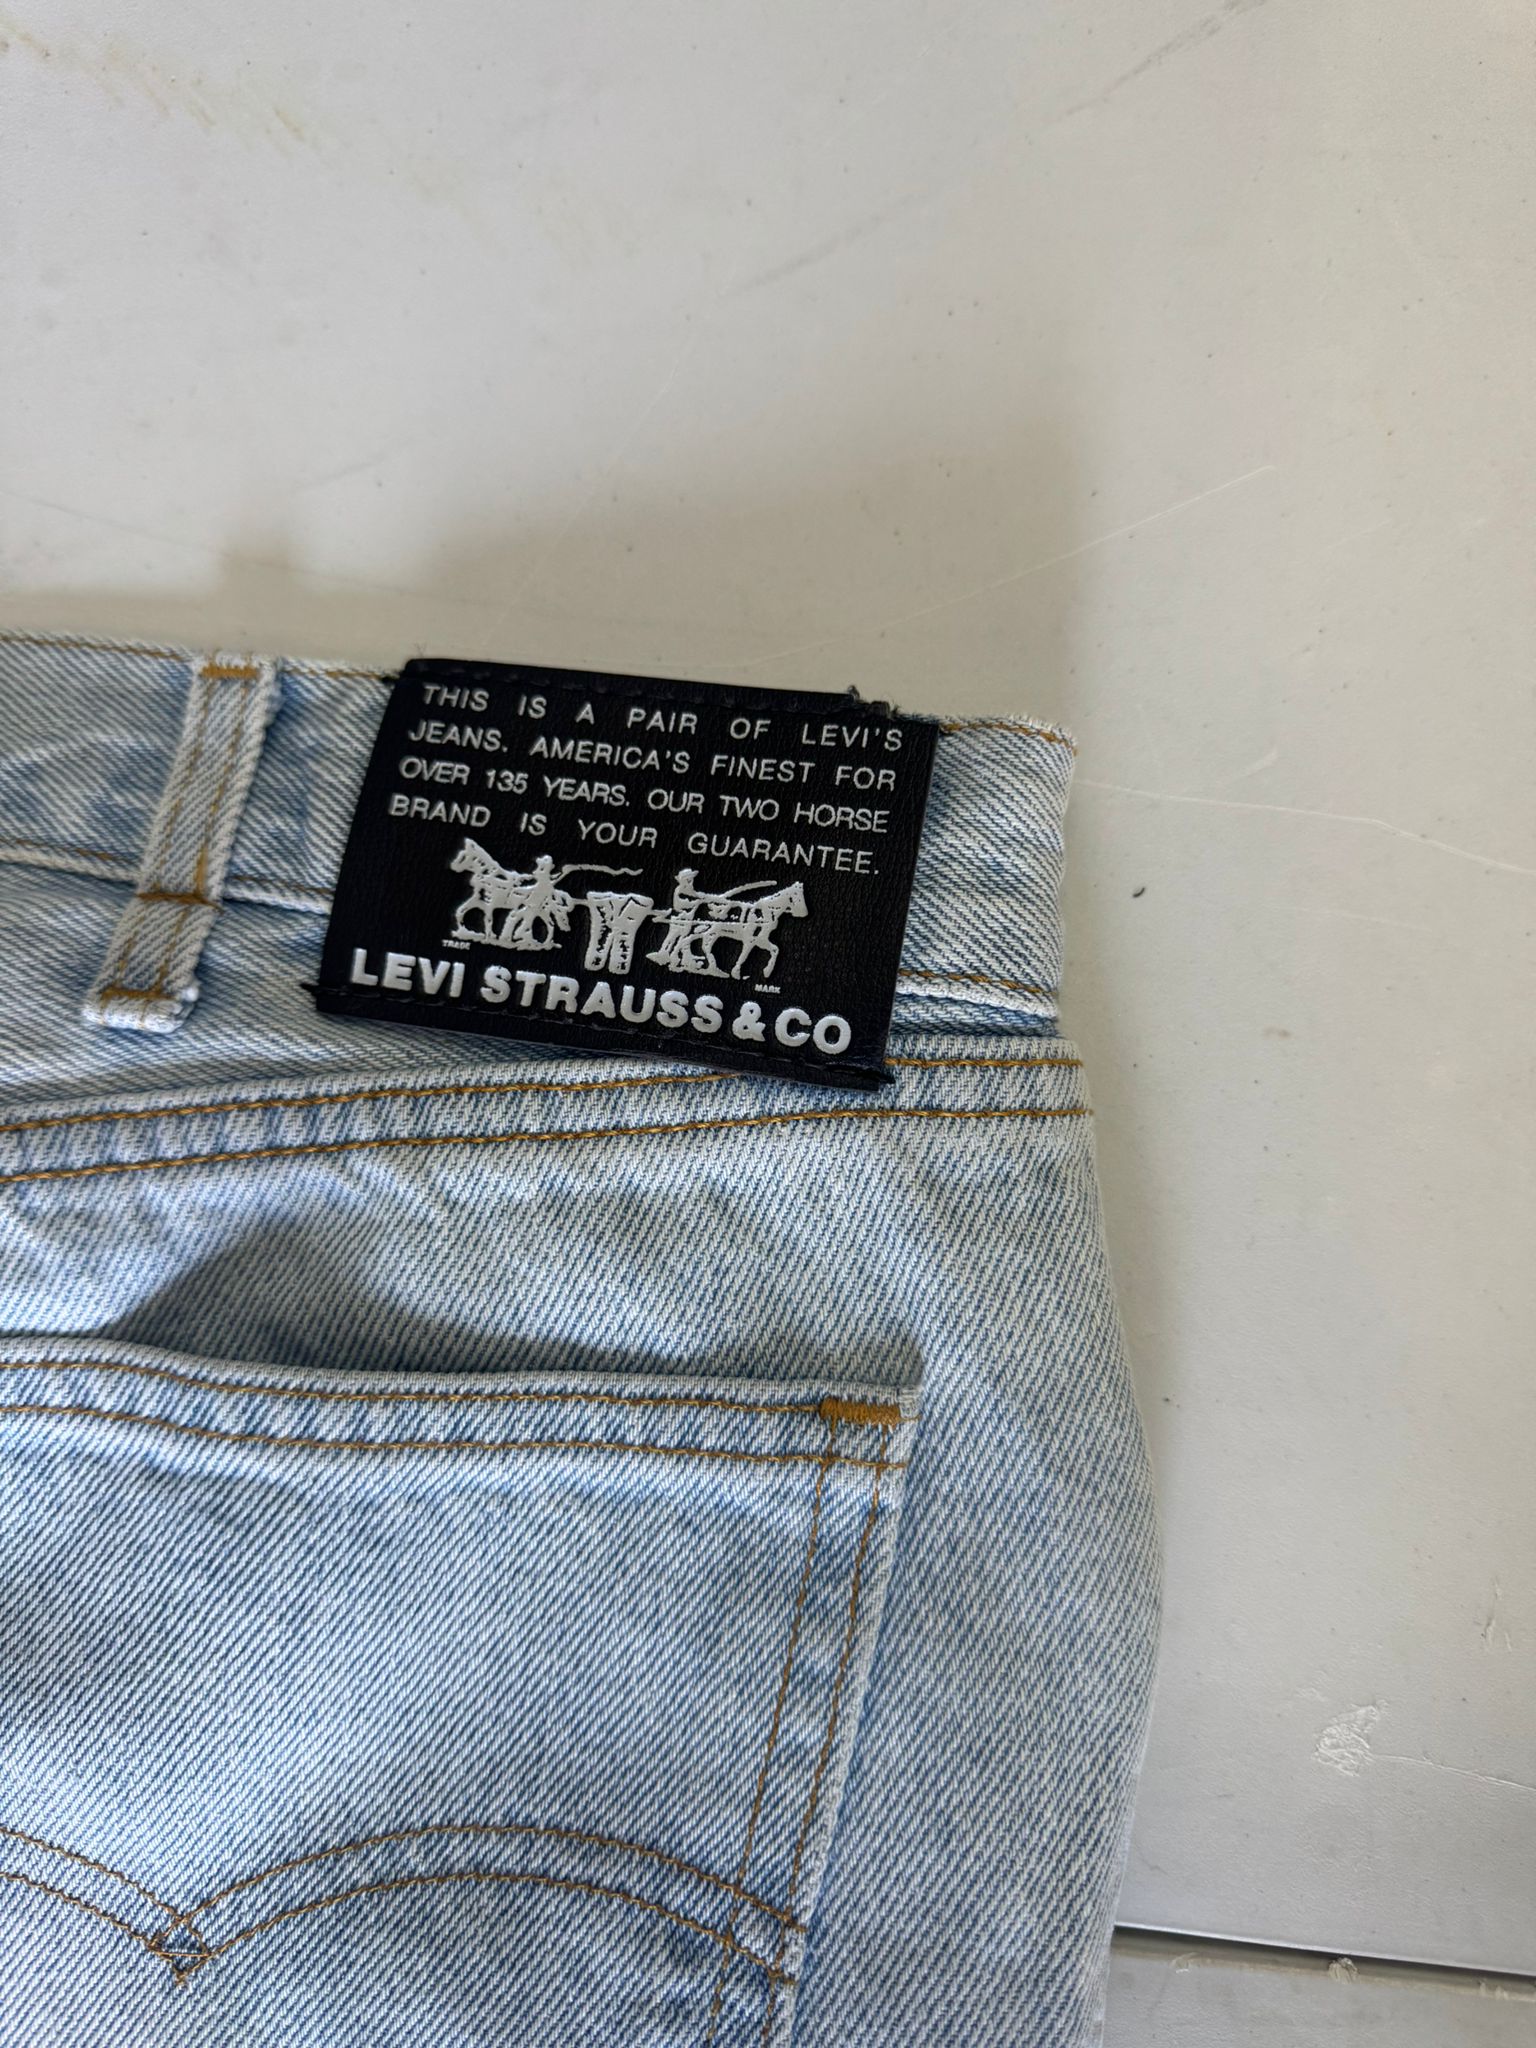 THIS IS A PAIR OF LEVI'S
JEANS. AMERICA'S FINEST FOR
OVER 135 YEARS. OUR TWO HORSE
BRAND IS YOUR GUARANTEE.
TRADE
MARK
LEVI STRAUSS & CO